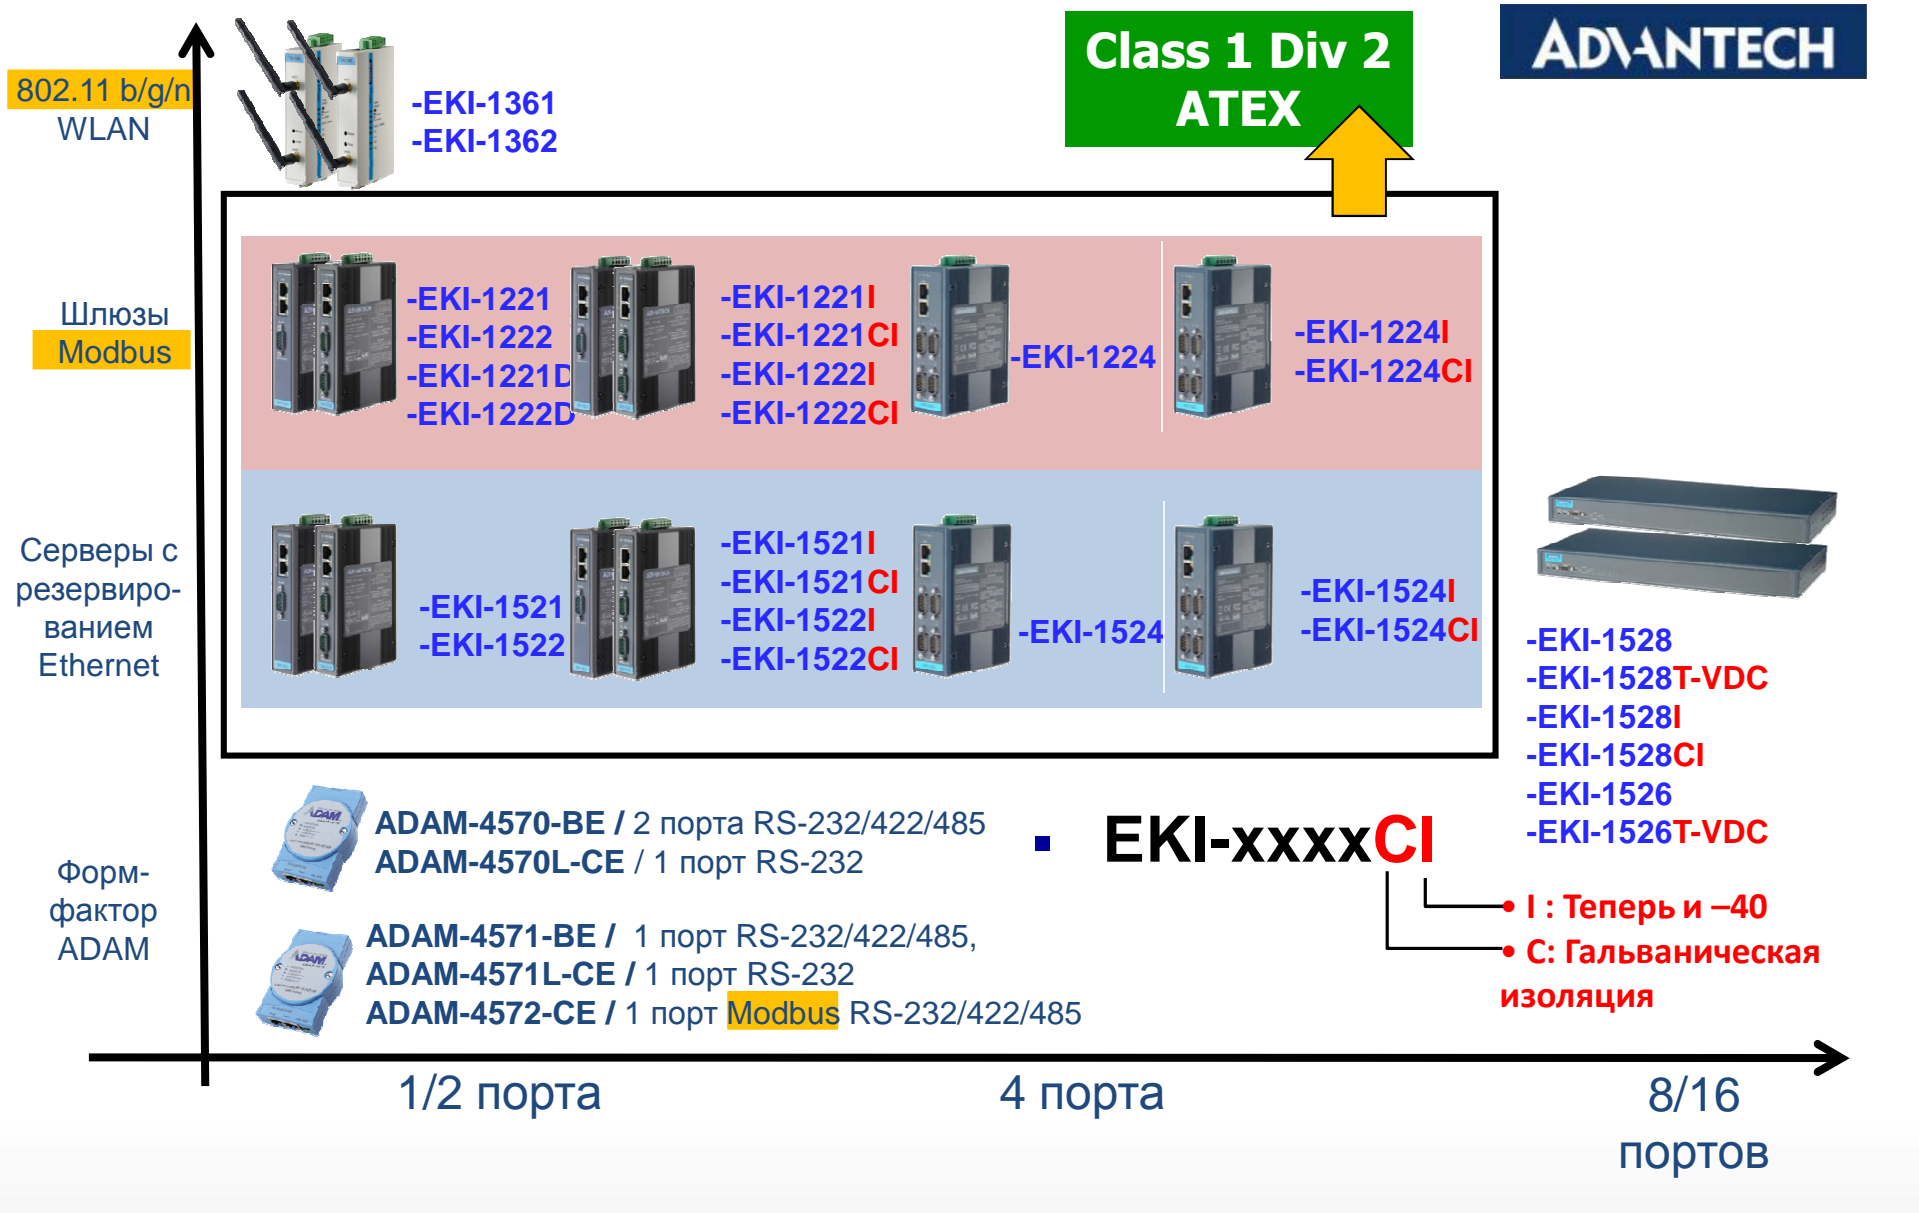 Class 1 Div 2
ATEX
ADVANTECH
802.11 b/g/n
WLAN
-EKI-1361
-EKI-1362
Шлюзы
Modbus
-EKI-1221
-EKI-1222
-EKI-1221D
-EKI-1222D
-EKI-1221I
-EKI-1221CI
-EKI-1222I
-EKI-1222CI
-EKI-1224
-EKI-1224I
-EKI-1224CI
Серверы с
резервиро-
ванием
Ethernet
-EKI-1521
-EKI-1522
-EKI-1521I
-EKI-1521CI
-EKI-1522I
-EKI-1522CI
-EKI-1524
-EKI-1524I
-EKI-1524CI
-EKI-1528
-EKI-1528T-VDC
-EKI-1528I
-EKI-1528CI
-EKI-1526
-EKI-1526T-VDC
Форм-
фактор
ADAM
ADAM
ADAM-4570-BE / 2 порта RS-232/422/485
ADAM-4570L-CE / 1 порт RS-232
ADAM
ADAM-4571-BE / 1 порт RS-232/422/485,
ADAM-4571L-CE / 1 порт RS-232
ADAM-4572-CE / 1 порт Modbus RS-232/422/485
▪ EKI-xxxxCI
• I : Теперь и –40
• C: Гальваническая
изоляция
1/2 порта
4 порта
8/16
портов